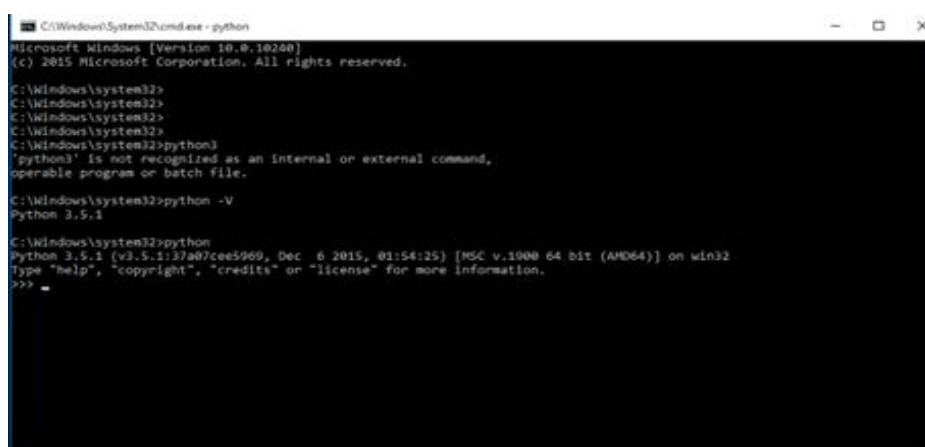 C:\Windows\System32\cmd.exe - python
Microsoft Windows [Version 10.0.10240]
(c) 2015 Microsoft Corporation. All rights reserved.
C:\Windows\system32>
C:\Windows\system32>
C:\Windows\system32>
C:\Windows\system32>
C:\Windows\system32>python3
'python3' is not recognized as an internal or external command,
operable program or batch file.
C:\Windows\system32>python -V
Python 3.5.1
C:\Windows\system32>python
Python 3.5.1 (v3.5.1:37a07cee5969, Dec  6 2015, 01:54:25) [MSC v.1900 64 bit (AMD64)] on win32
Type "help", "copyright", "credits" or "license" for more information.
>>> _